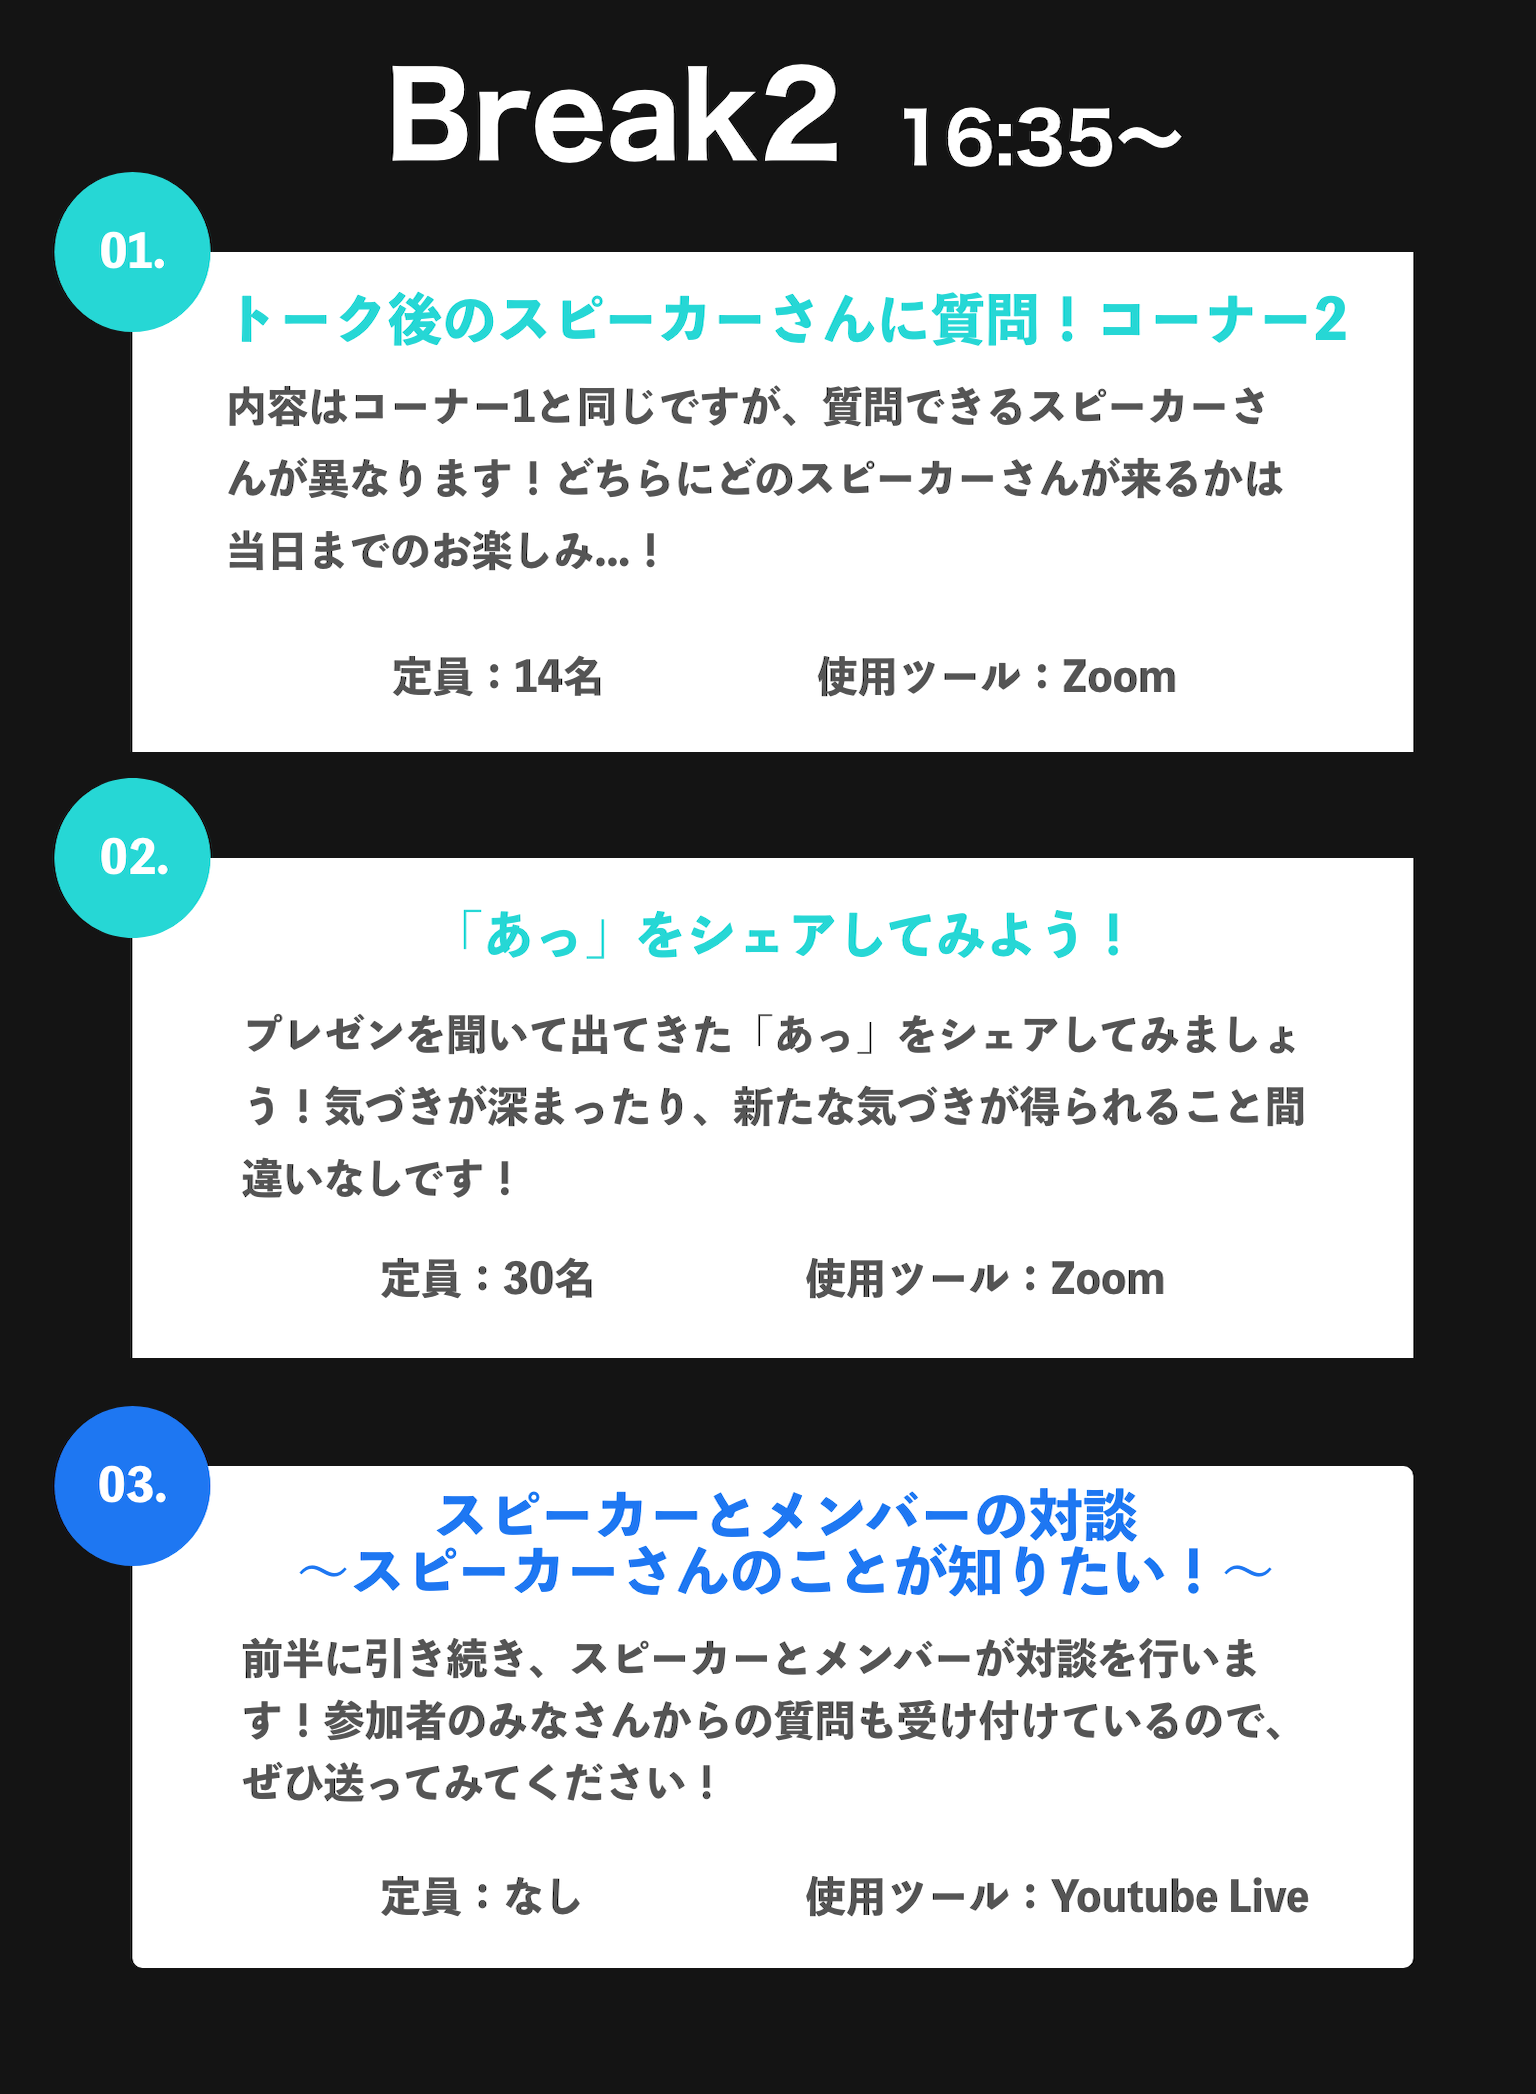 Break2 16:35〜
01.
トーク後のスピーカーさんに質問！コーナー2
内容はコーナー1と同じですが、質問できるスピーカーさ
んが異なります！どちらにどのスピーカーさんが来るかは
当日までのお楽しみ...！
定員：14名 使用ツール：Zoom
02.
「あっ」をシェアしてみよう！
プレゼンを聞いて出てきた「あっ」をシェアしてみましょ
う！気づきが深まったり、新たな気づきが得られること間
違いなしです！
定員：30名 使用ツール：Zoom
03.
スピーカーとメンバーの対談
〜スピーカーさんのことが知りたい！〜
前半に引き続き、スピーカーとメンバーが対談を行いま
す！参加者のみなさんからの質問も受け付けているので、
ぜひ送ってみてください！
定員：なし 使用ツール：Youtube Live